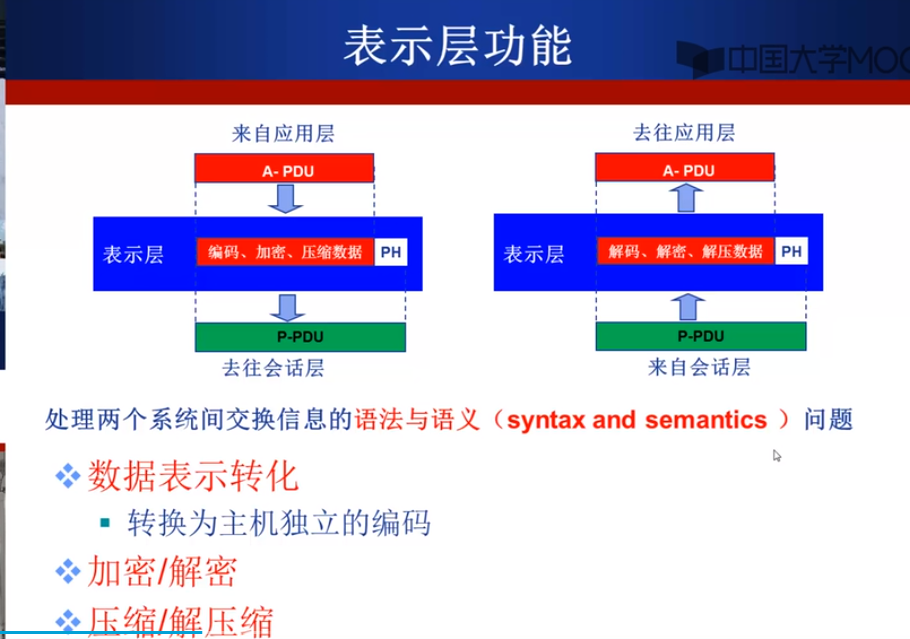 表示层功能
中国大学MOO
来自应用层
去往应用层
A- PDU
A- PDU
表示层
编码、加密、压缩数据
PH
表示层
解码、解密、解压数据
PH
P-PDU
P-PDU
去往会话层
来自会话层
处理两个系统间交换信息的语法与语义（syntax and semantics ）问题
数据表示转化
转换为主机独立的编码
加密/解密
压缩/解压缩